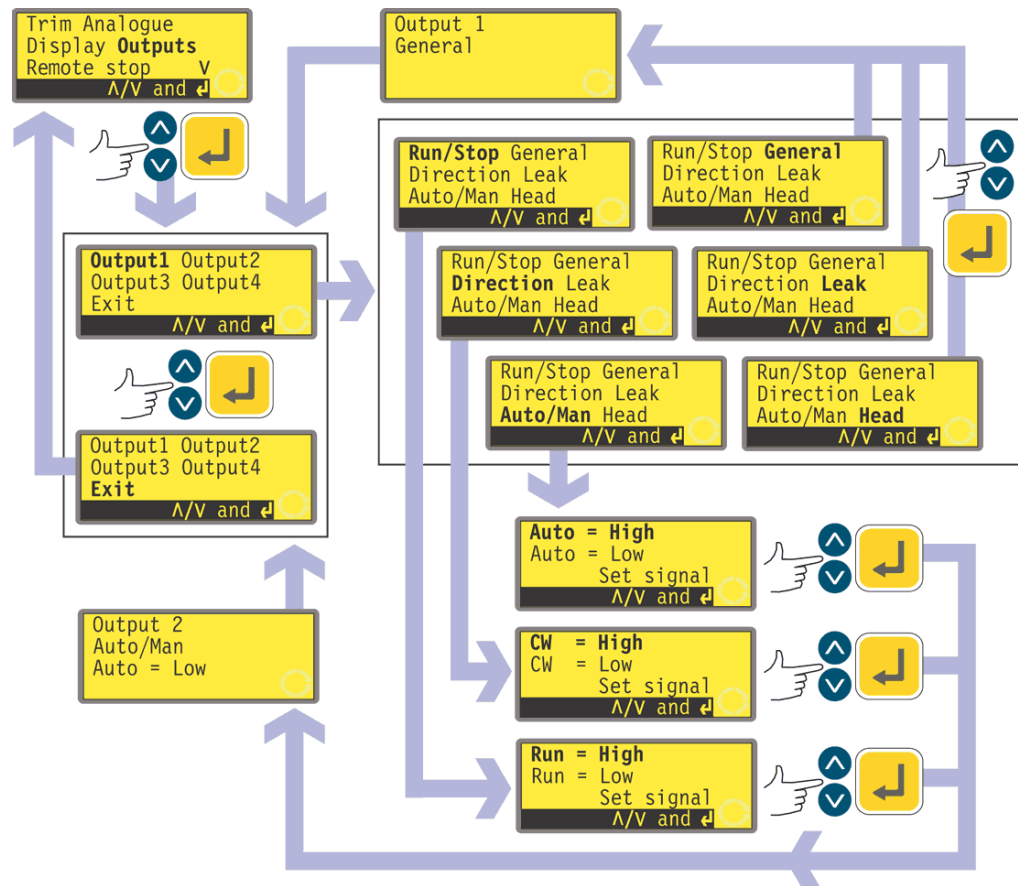 Trim Analogue
Display Outputs
Remote stop V
Λ/V and ↲
Output 1
General
Run/Stop General
Direction Leak
Auto/Man Head
Λ/V and ↲
Run/Stop General
Direction Leak
Auto/Man Head
Λ/V and ↲
Output1 Output2
Output3 Output4
Exit
Λ/V and ↲
Run/Stop General
Direction Leak
Auto/Man Head
Λ/V and ↲
Run/Stop General
Direction Leak
Auto/Man Head
Λ/V and ↲
Run/Stop General
Direction Leak
Auto/Man Head
Λ/V and ↲
Run/Stop General
Direction Leak
Auto/Man Head
Λ/V and ↲
Output1 Output2
Output3 Output4
Exit
Λ/V and ↲
Auto = High
Auto = Low
Set signal
Λ/V and ↲
Output 2
Auto/Man
Auto = Low
CW = High
CW = Low
Set signal
Λ/V and ↲
Run = High
Run = Low
Set signal
Λ/V and ↲